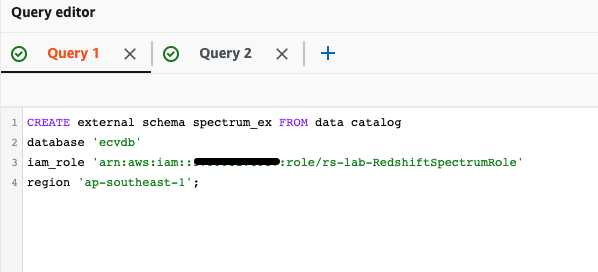 Query editor
Query 1
Query 2
1 CREATE external schema spectrum_ex FROM data catalog
2 database 'ecvdb'
3 iam_role 'arn:aws:iam:: :role/rs-lab-RedshiftSpectrumRole'
4 region 'ap-southeast-1';